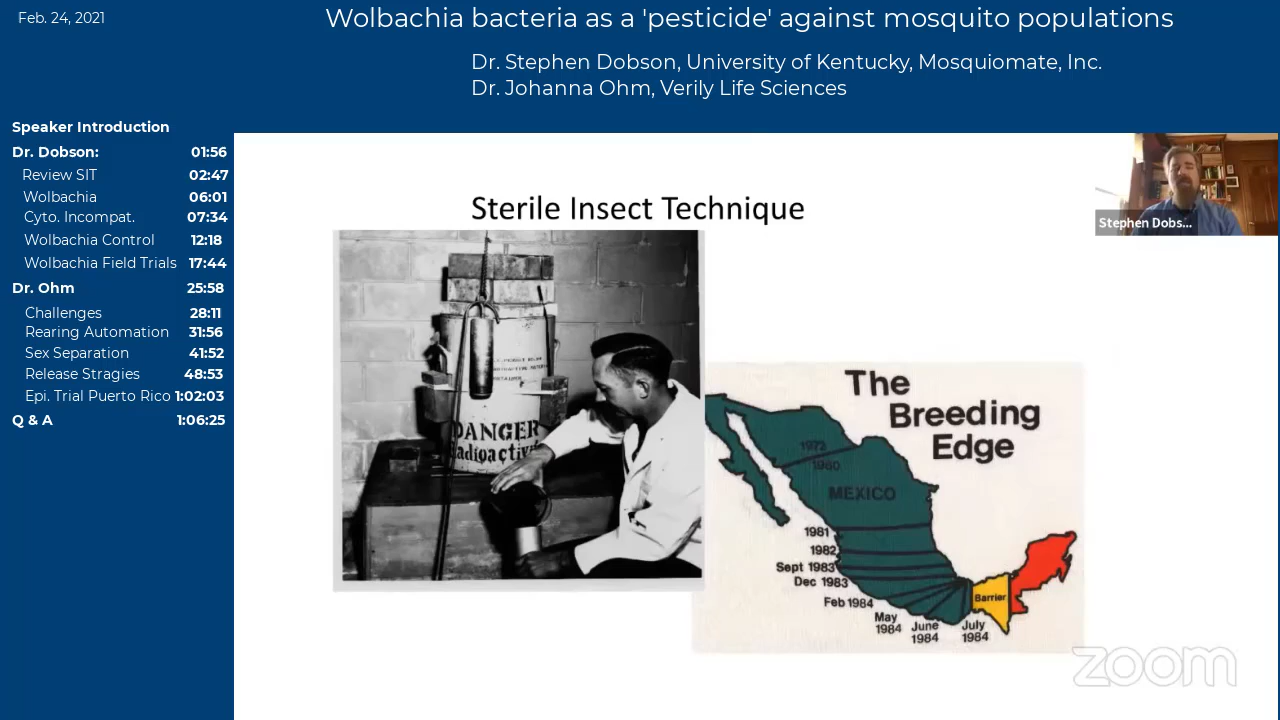 Feb. 24, 2021
Wolbachia bacteria as a 'pesticide' against mosquito populations
Dr. Stephen Dobson, University of Kentucky, Mosquiomate, Inc.
Dr. Johanna Ohm, Verily Life Sciences
Speaker Introduction
Dr. Dobson: 01:56
Review SIT 02:47
Wolbachia 06:01
Cyto. Incompat. 07:34
Wolbachia Control 12:18
Wolbachia Field Trials 17:44
Dr. Ohm 25:58
Challenges 28:11
Rearing Automation 31:56
Sex Separation 41:52
Release Stragies 48:53
Epi. Trial Puerto Rico 1:02:03
Q & A 1:06:25
Stephen Dobs...
Sterile Insect Technique
DANGER
Radioactive
The
Breeding
Edge
1972
1980
MEXICO
1981
1982
Sept 1983
Dec 1983
Feb 1984
May
1984
June
1984
July
1984
Barrier
zoom